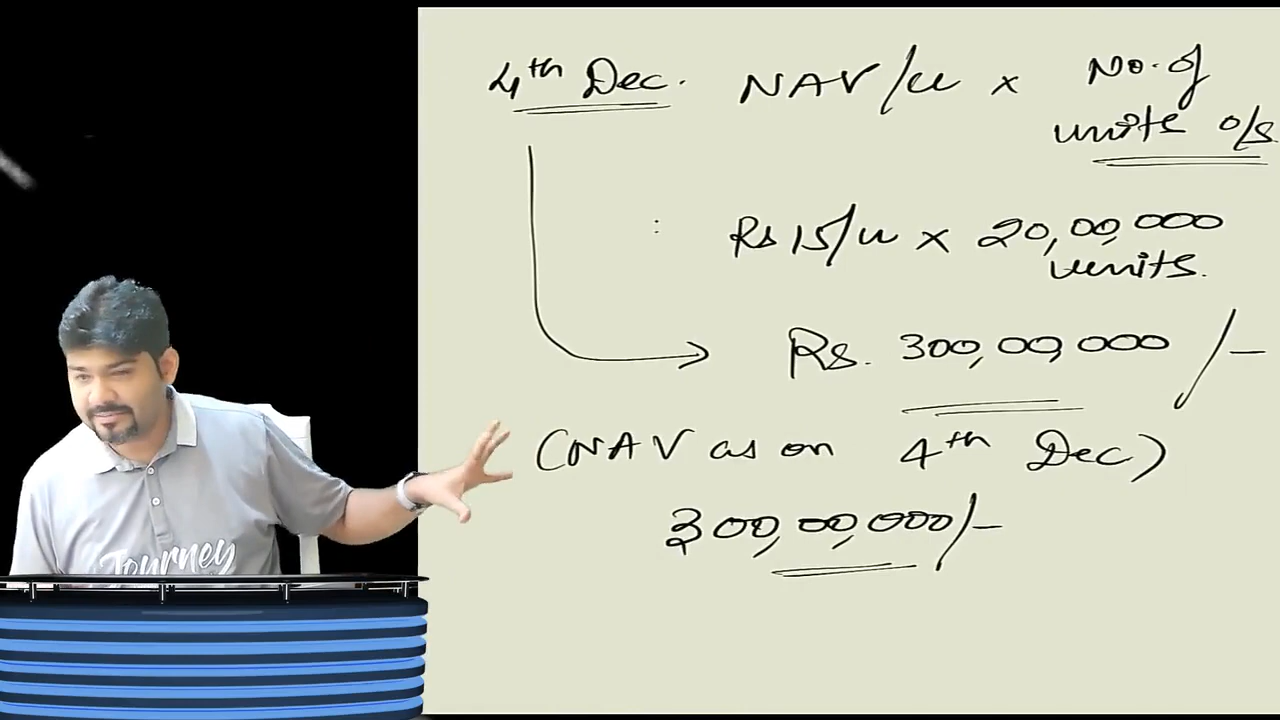 4th Dec. NAV/u × No. of
units o/s.
: Rs 15/u × 20,00,000
units.
Rs. 300,00,000 /-
(NAV as on 4th Dec)
300,00,000/-
Journey